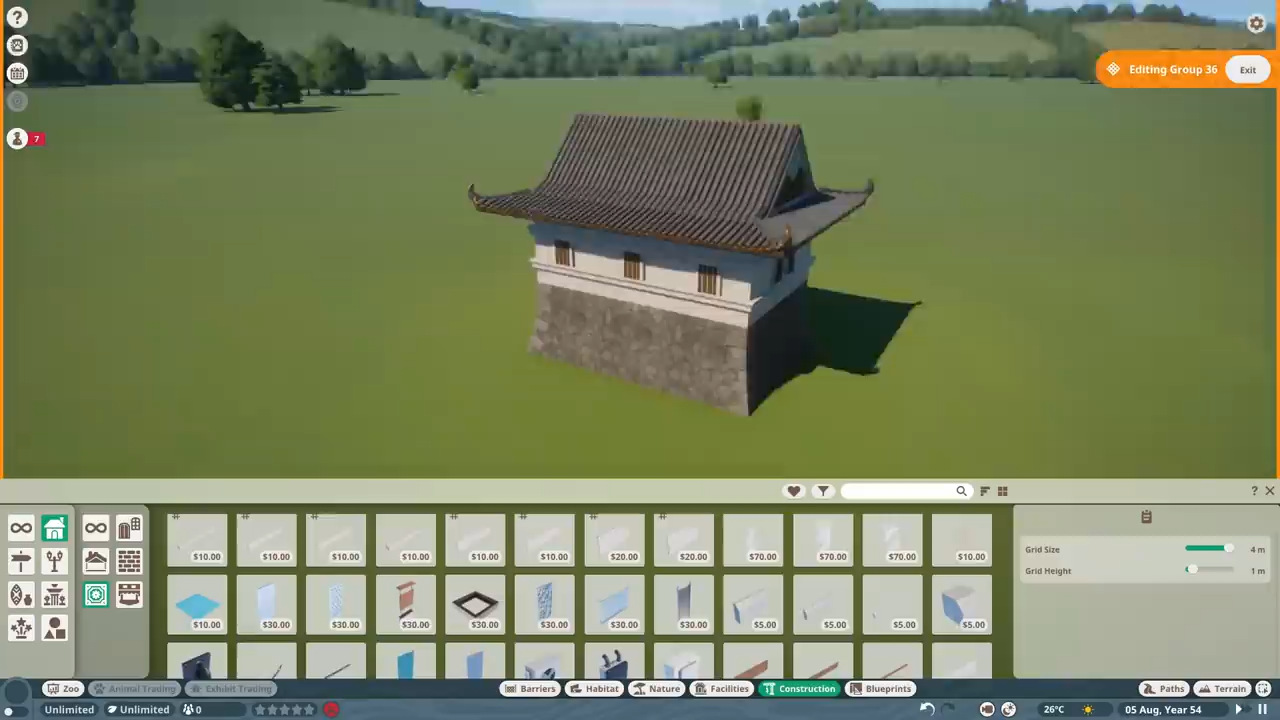 ?
Editing Group 36
Exit
7
? X
$10.00 $10.00 $10.00 $10.00 $10.00 $10.00 $20.00 $20.00 $70.00 $70.00 $70.00 $10.00
Grid Size 4 m
Grid Height 1 m
$10.00 $30.00 $30.00 $30.00 $30.00 $30.00 $30.00 $30.00 $5.00 $5.00 $5.00 $5.00
Zoo Animal Trading Exhibit Trading Barriers Habitat Nature Facilities Construction Blueprints Paths Terrain
Unlimited Unlimited 0 26°C 05 Aug, Year 54